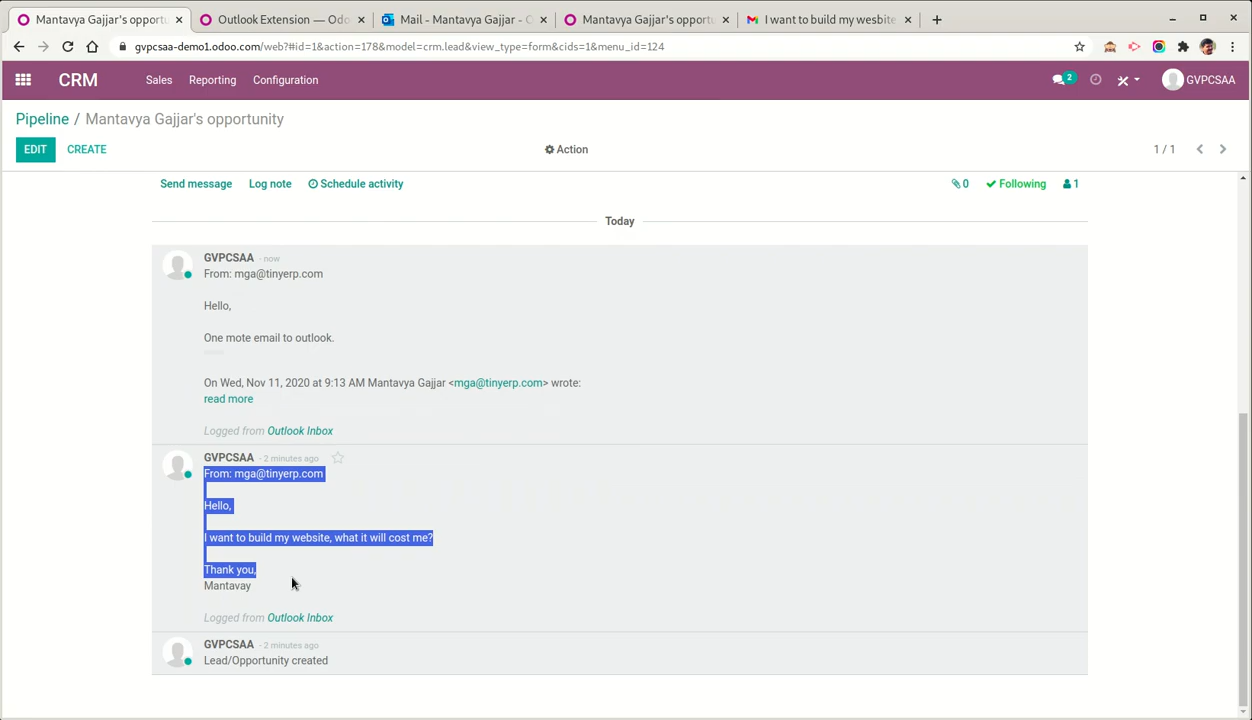 Mantavya Gajjar's opportu
Outlook Extension — Odo
Mail - Mantavya Gajjar - O
Mantavya Gajjar's opportu
I want to build my wesbite
gvpcsaa-demo1.odoo.com/web?#id=1&action=178&model=crm.lead&view_type=form&cids=1&menu_id=124
CRM Sales Reporting Configuration 2 GVPCSAA
Pipeline / Mantavya Gajjar's opportunity
EDIT CREATE Action 1 / 1
Send message Log note Schedule activity 0 Following 1
Today
GVPCSAA - now
From: mga@tinyerp.com
Hello,
One mote email to outlook.
On Wed, Nov 11, 2020 at 9:13 AM Mantavya Gajjar <mga@tinyerp.com> wrote:
read more
Logged from Outlook Inbox
GVPCSAA - 2 minutes ago
From: mga@tinyerp.com
Hello,
I want to build my website, what it will cost me?
Thank you,
Mantavay
Logged from Outlook Inbox
GVPCSAA - 2 minutes ago
Lead/Opportunity created